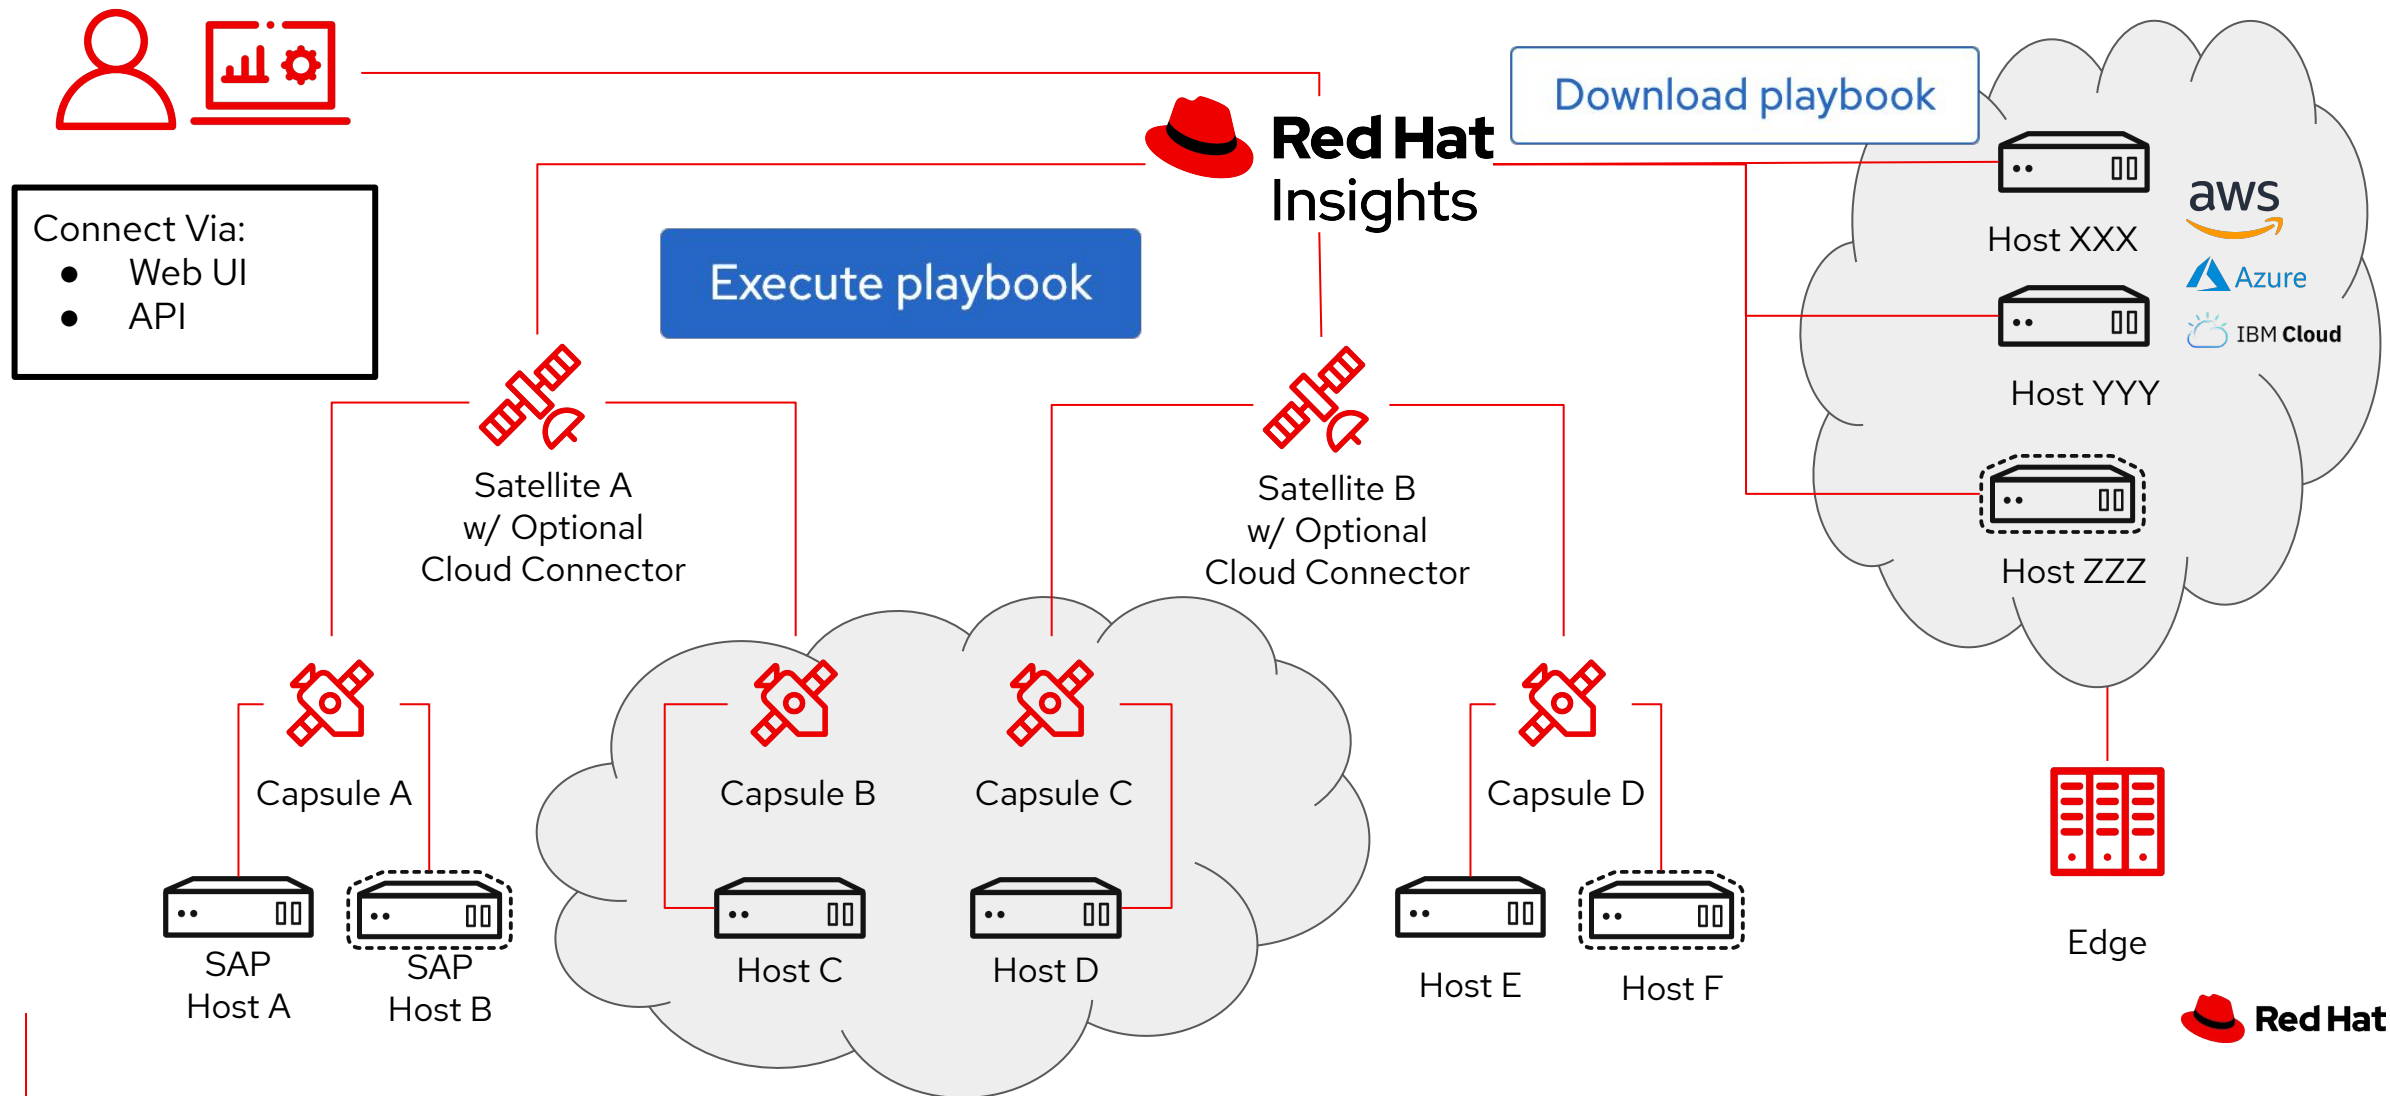 Download playbook
Red Hat
Insights
Connect Via:
● Web UI
● API
Execute playbook
aws
Host XXX
Azure
IBM Cloud
Host YYY
Host ZZZ
Satellite A
w/ Optional
Cloud Connector
Satellite B
w/ Optional
Cloud Connector
Capsule A
Capsule B
Capsule C
Capsule D
SAP
Host A
SAP
Host B
Host C
Host D
Host E
Host F
Edge
Red Hat